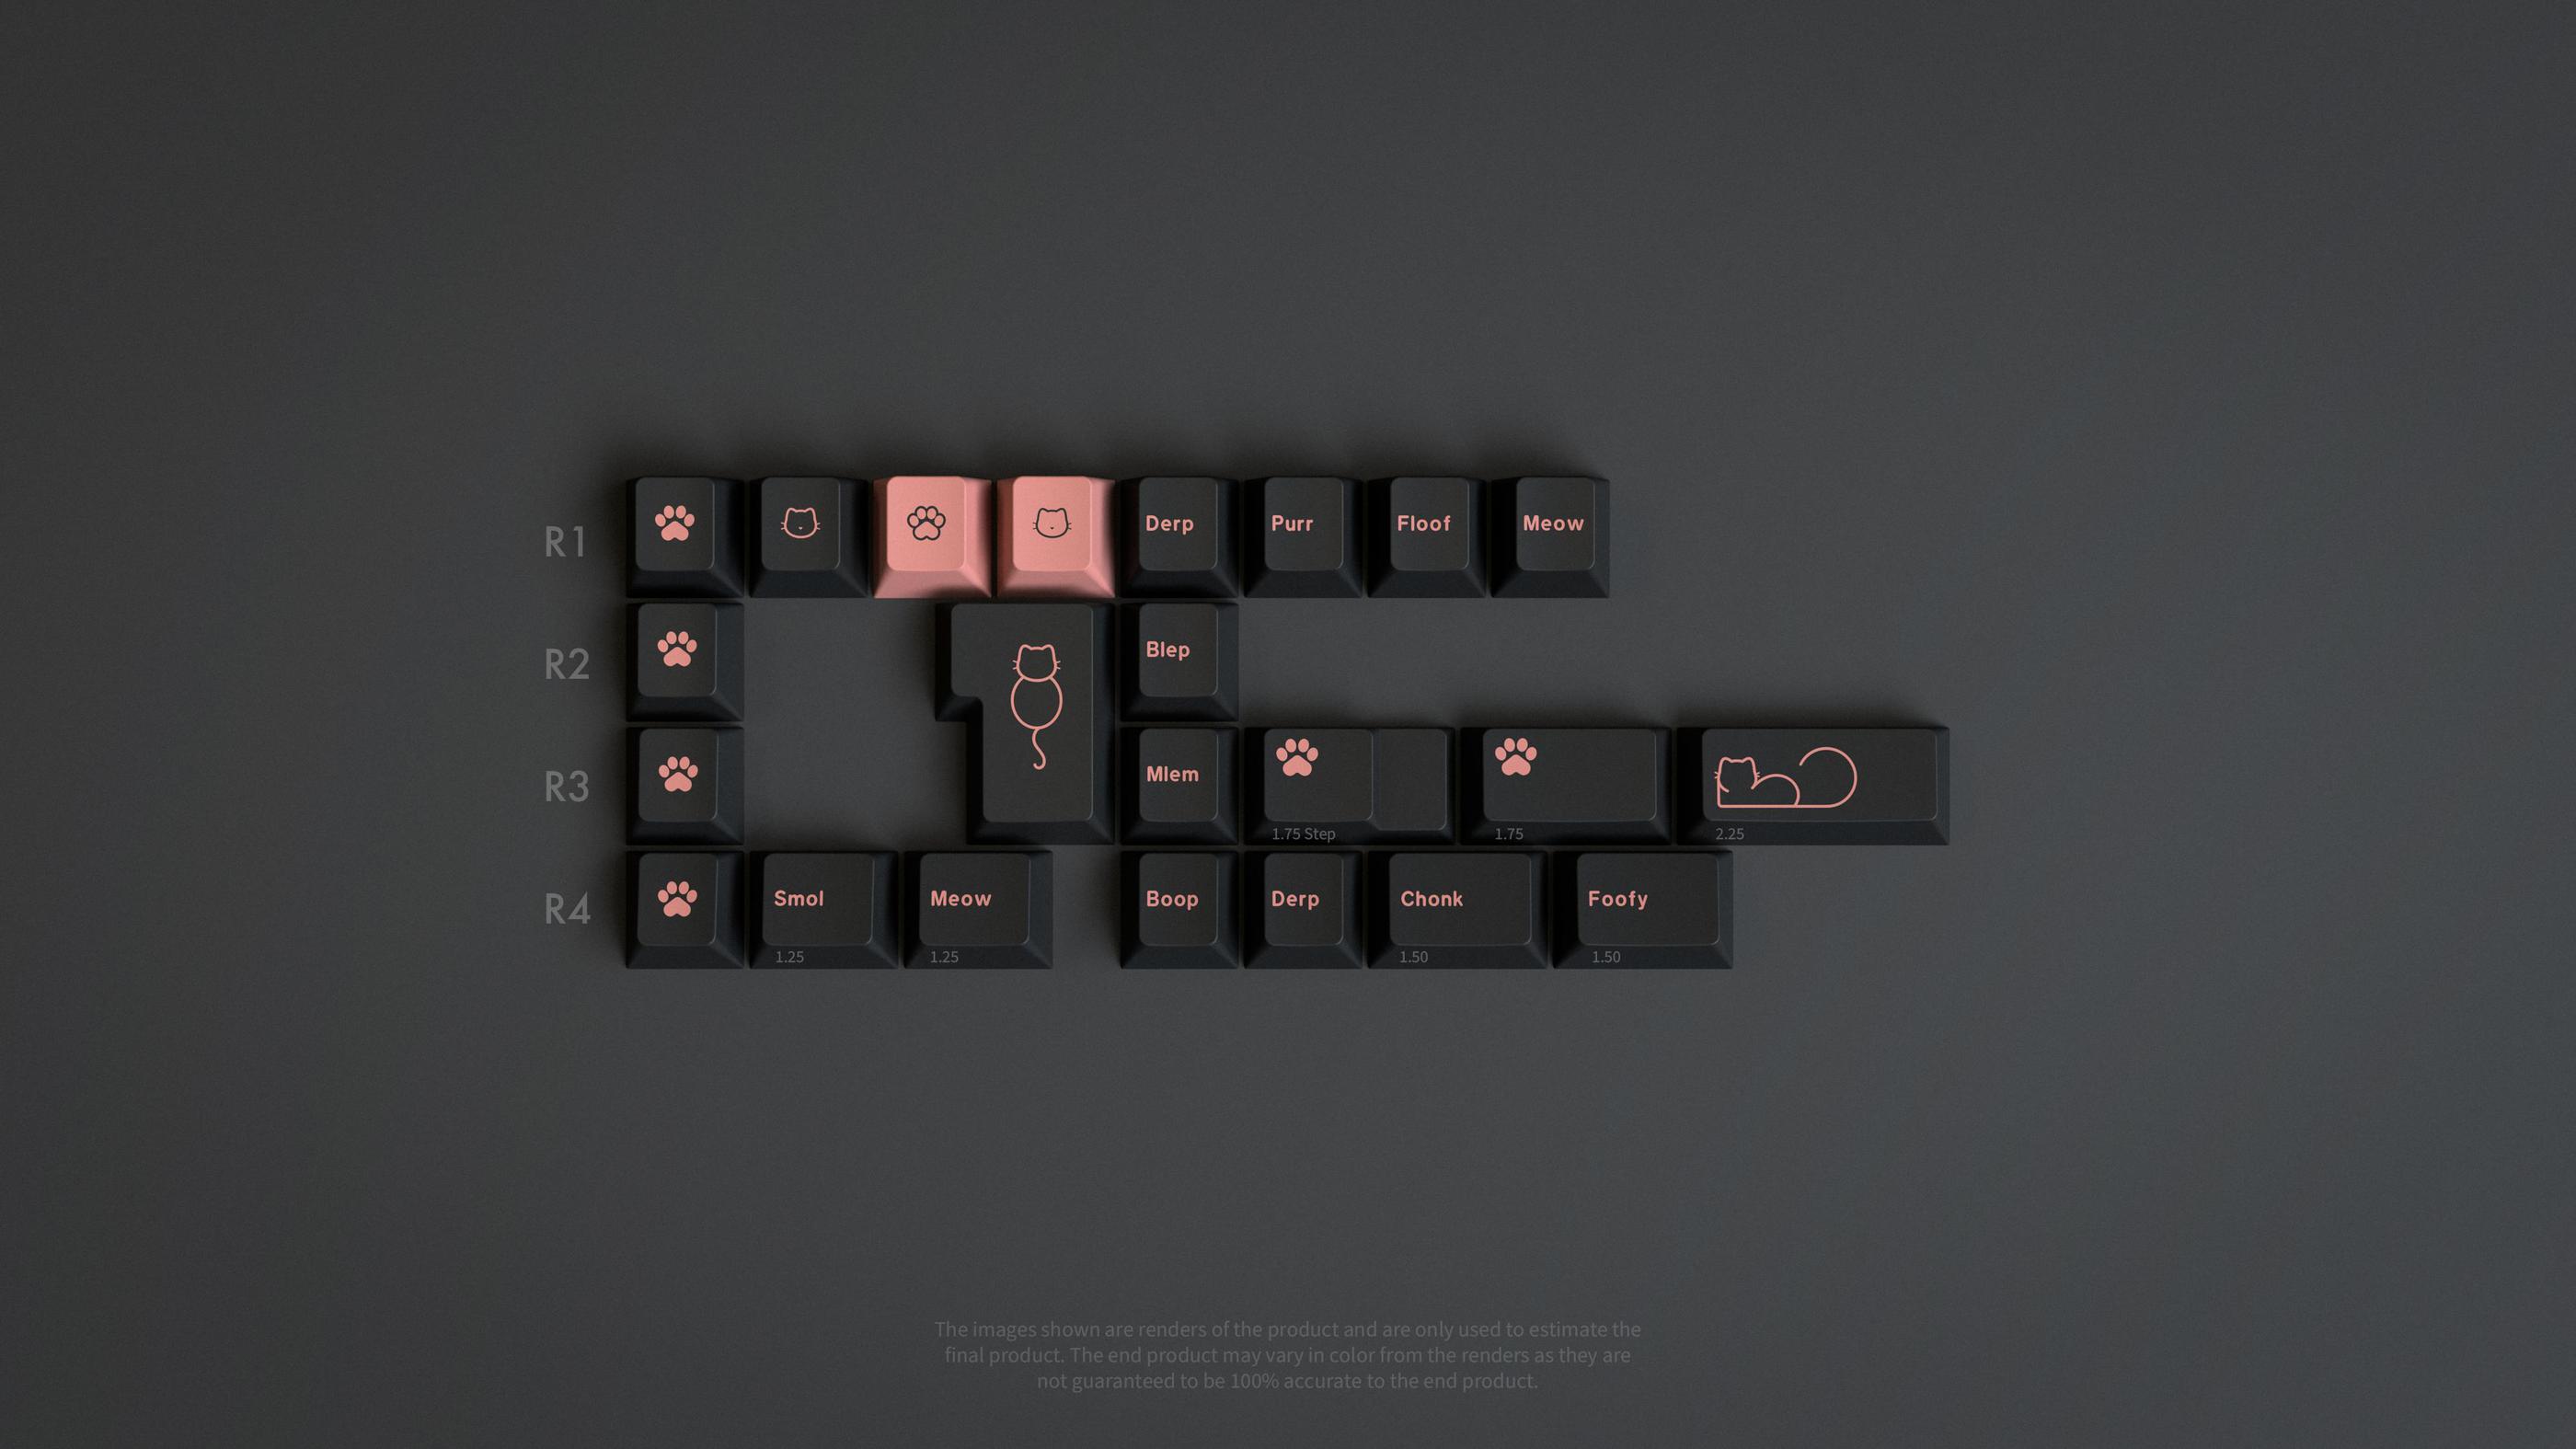 R1 Derp Purr Floof Meow
R2 Blep
R3 Mlem
1.75 Step 1.75 2.25
R4 Smol Meow Boop Derp Chonk Foofy
1.25 1.25 1.50 1.50
The images shown are renders of the product and are only used to estimate the
final product. The end product may vary in color from the renders as they are
not guaranteed to be 100% accurate to the end product.